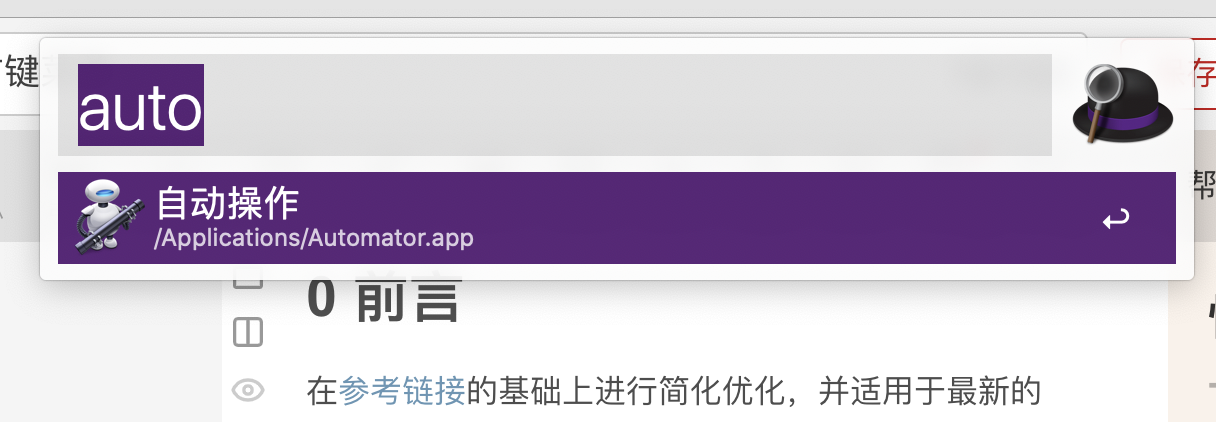 键
auto
存
自动操作
/Applications/Automator.app
帮
0 前言
在参考链接的基础上进行简化优化，并适用于最新的